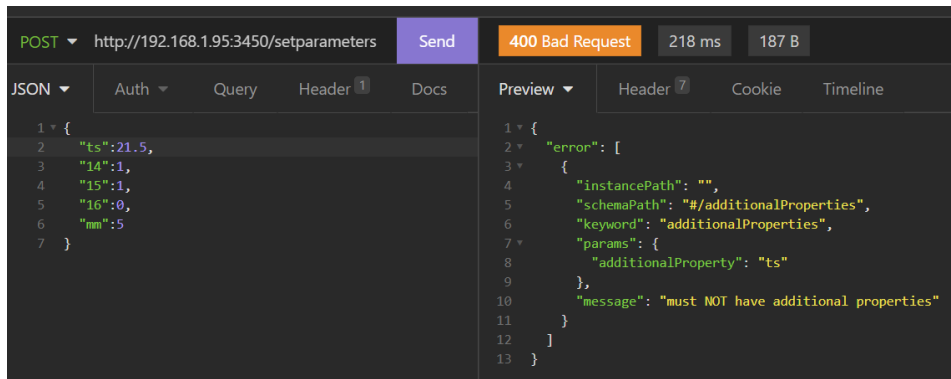 POST http://192.168.1.95:3450/setparameters Send
JSON Auth Query Header 1 Docs
1 {
2 "ts":21.5,
3 "14":1,
4 "15":1,
5 "16":0,
6 "mm":5
7 }
400 Bad Request 218 ms 187 B
Preview Header 7 Cookie Timeline
1 {
2 "error": [
3 {
4 "instancePath": "",
5 "schemaPath": "#/additionalProperties",
6 "keyword": "additionalProperties",
7 "params": {
8 "additionalProperty": "ts"
9 },
10 "message": "must NOT have additional properties"
11 }
12 ]
13 }